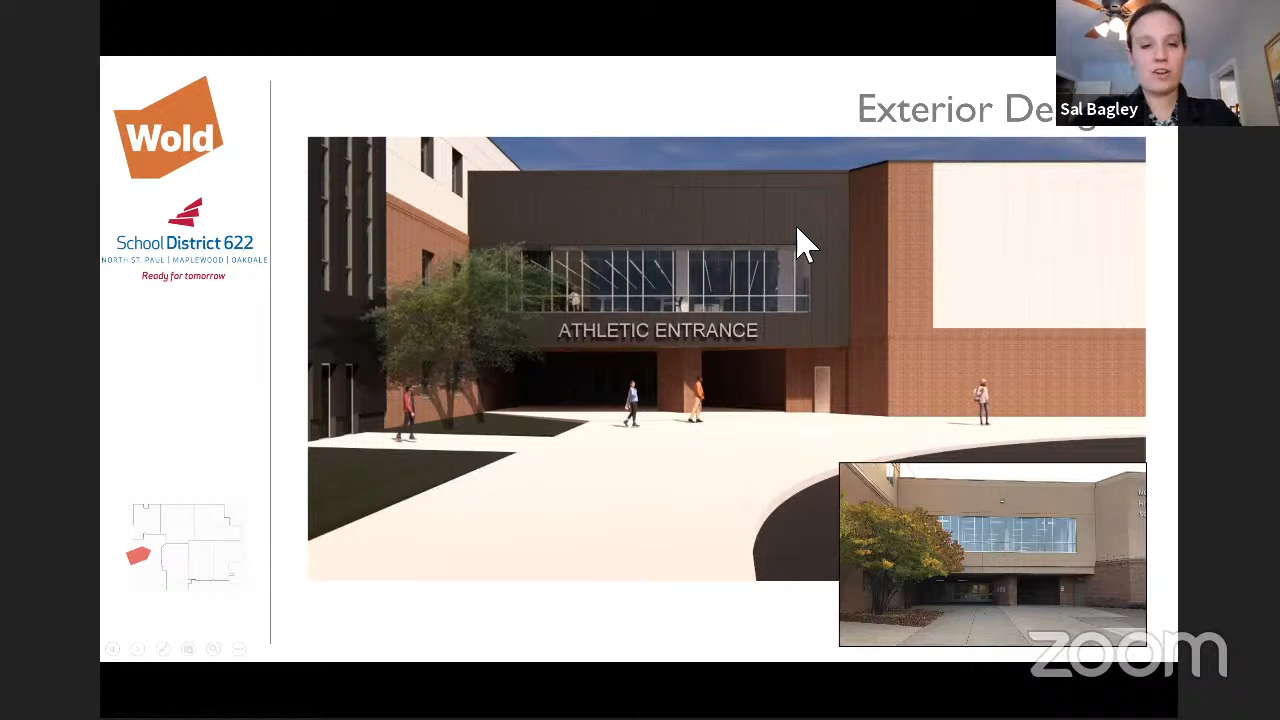 Wold
School District 622
NORTH ST. PAUL | MAPLEWOOD | OAKDALE
Ready for tomorrow
Exterior De
Sal Bagley
ATHLETIC ENTRANCE
zoom